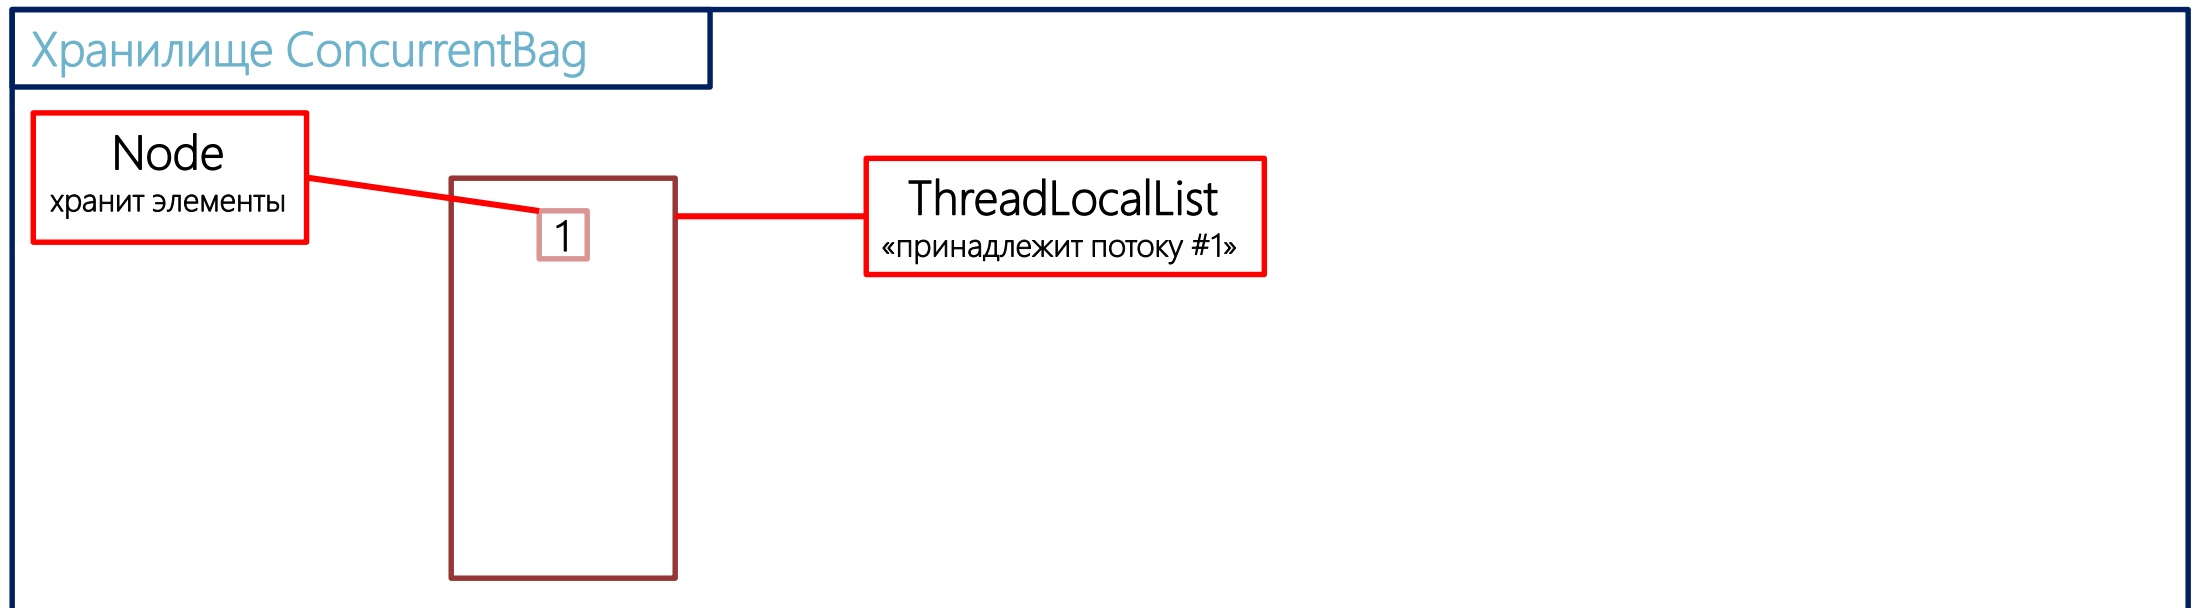 Хранилище ConcurrentBag
Node
хранит элементы
1
ThreadLocalList
«принадлежит потоку #1»